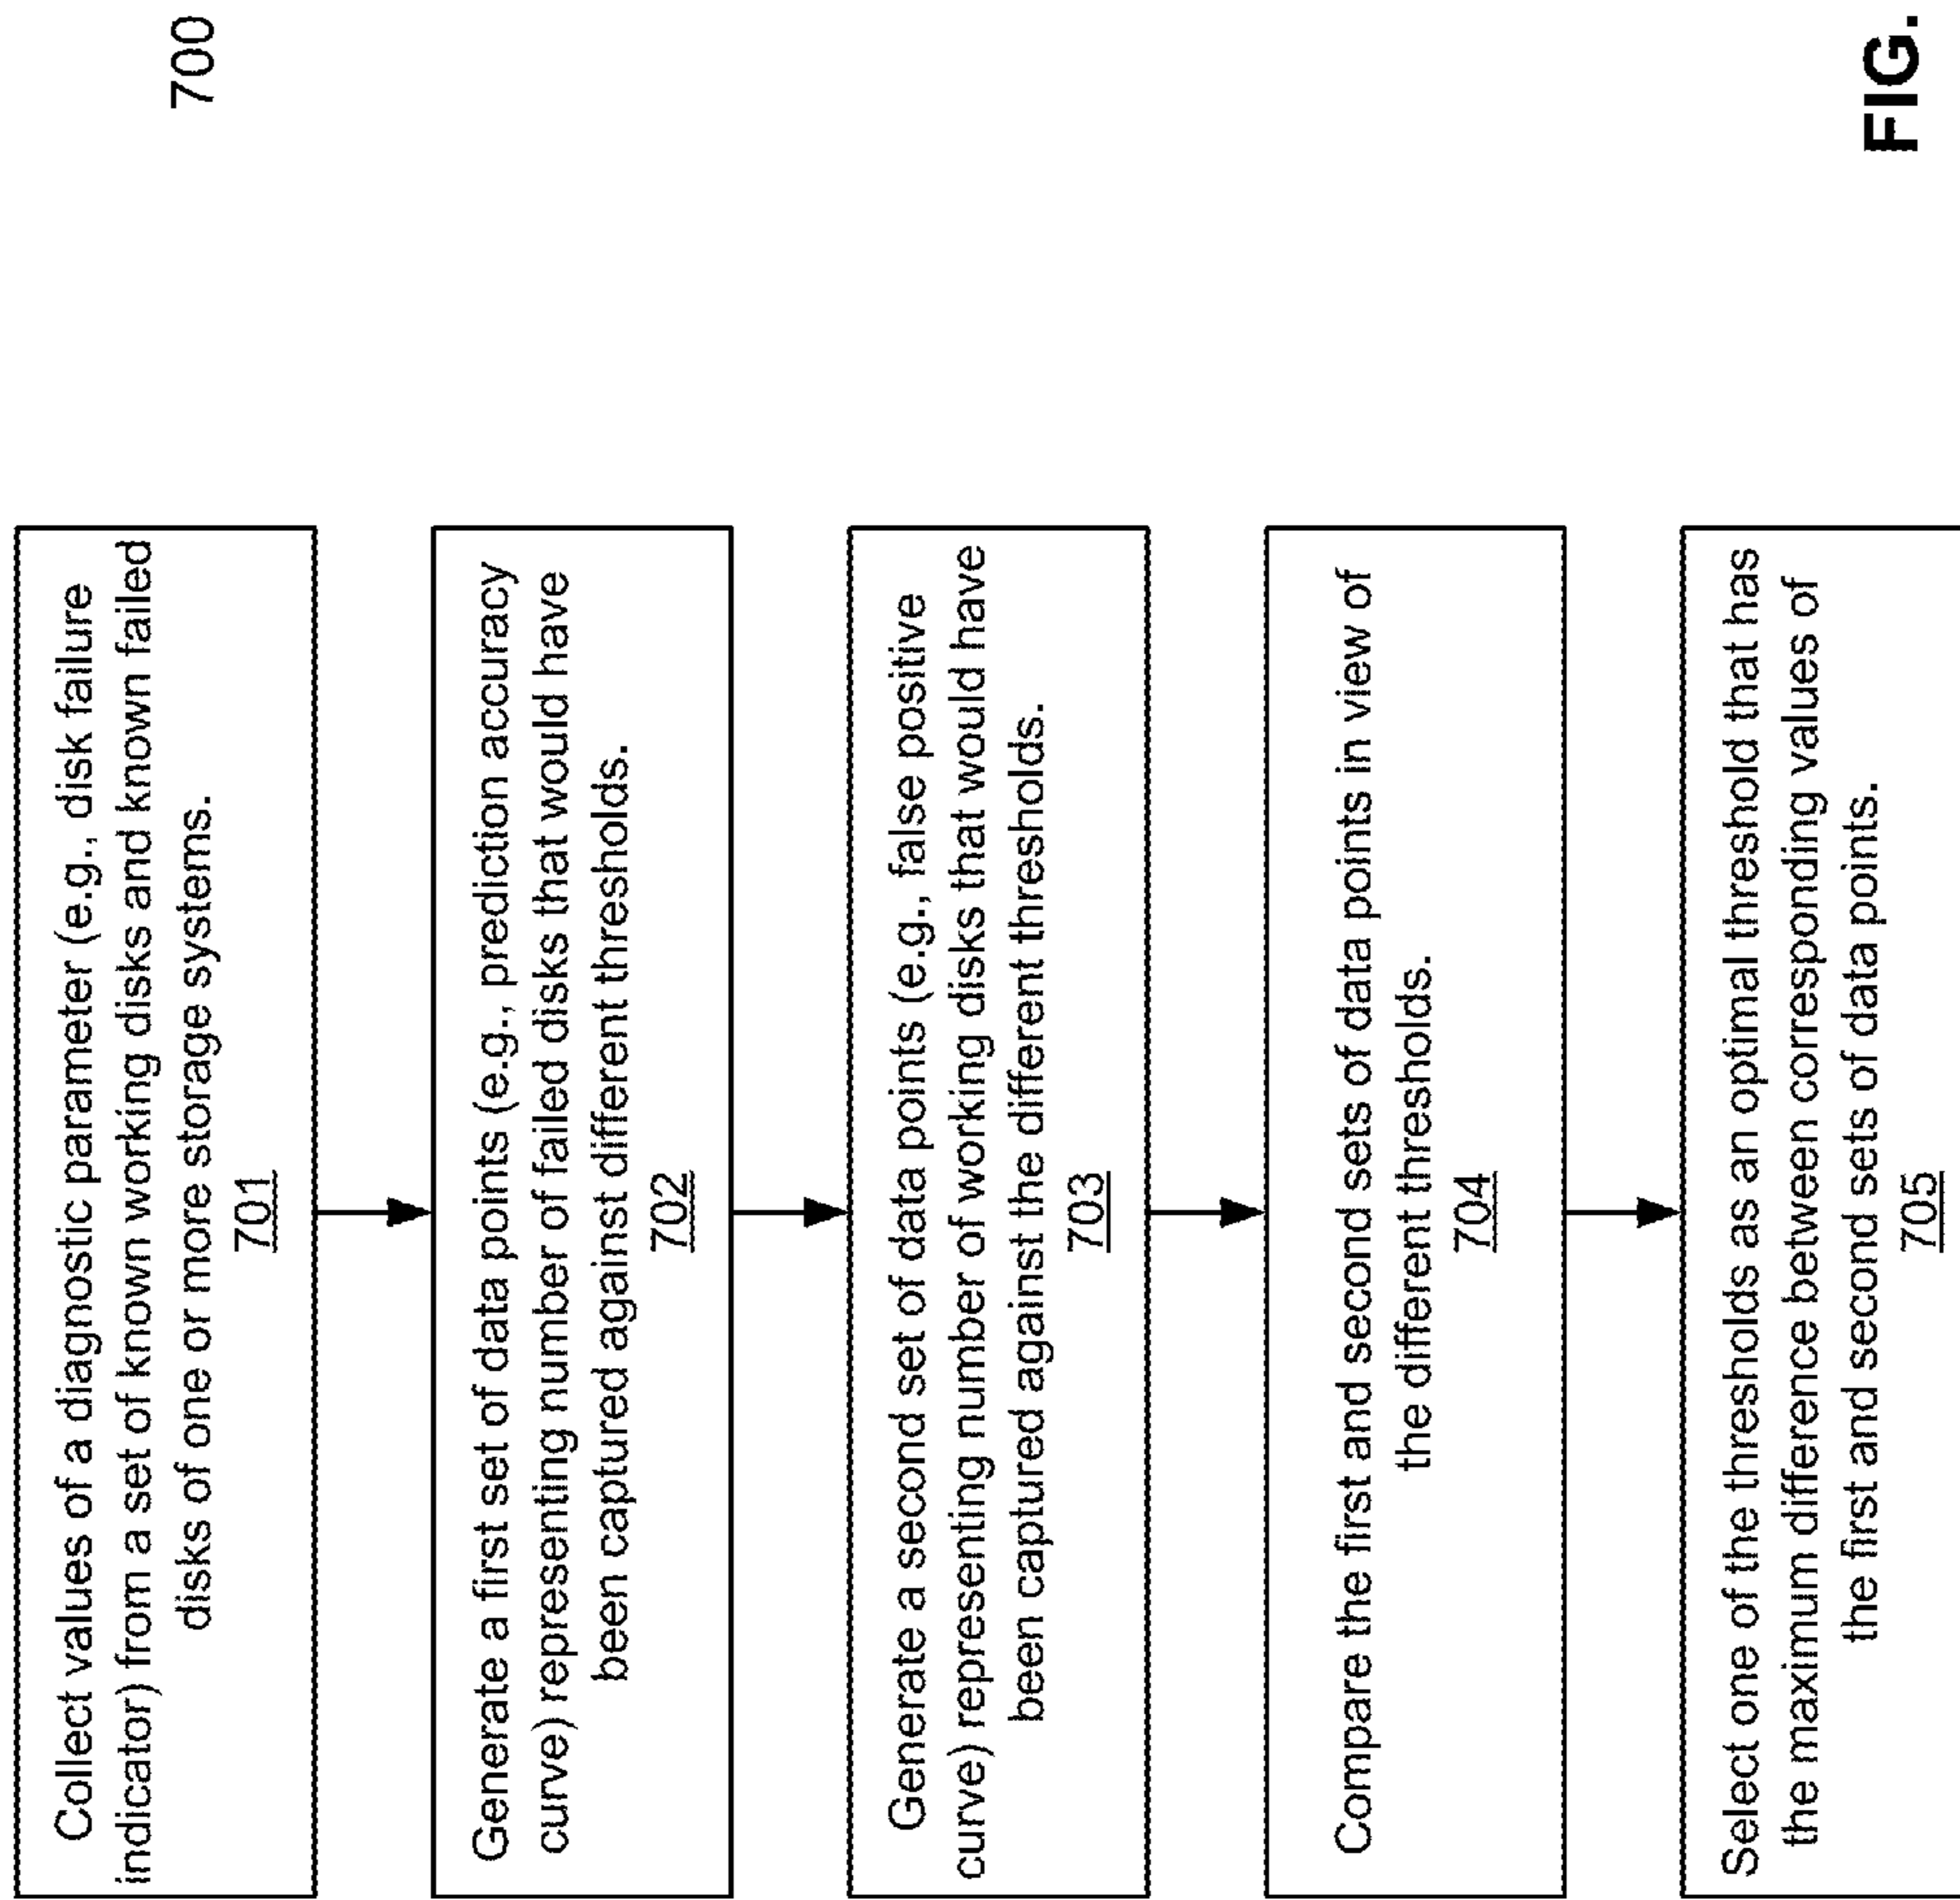 700
Collect values of a diagnostic parameter (e.g., disk failure
indicator) from a set of known working disks and known failed
disks of one or more storage systems.
701
Generate a first set of data points (e.g., prediction accuracy
curve) representing number of failed disks that would have
been captured against different thresholds.
702
Generate a second set of data points (e.g., false positive
curve) representing number of working disks that would have
been captured against the different thresholds.
703
Compare the first and second sets of data points in view of
the different thresholds.
704
Select one of the thresholds as an optimal threshold that has
the maximum difference between corresponding values of
the first and second sets of data points.
705
FIG.